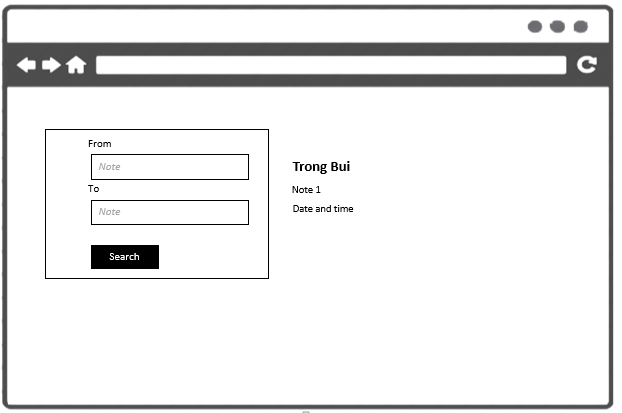 From
Note
To
Note
Search
Trong Bui
Note 1
Date and time